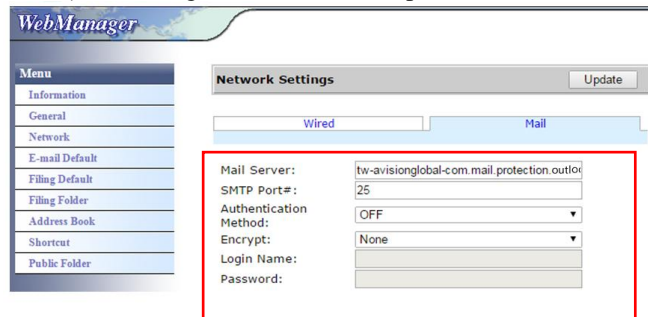 WebManager
Menu
Information
General
Network
E-mail Default
Filing Default
Filing Folder
Address Book
Shortcut
Public Folder
Network Settings
Update
Wired
Mail
Mail Server: tw-avisionglobal-com.mail.protection.outloo
SMTP Port#: 25
Authentication
Method: OFF
Encrypt: None
Login Name:
Password: